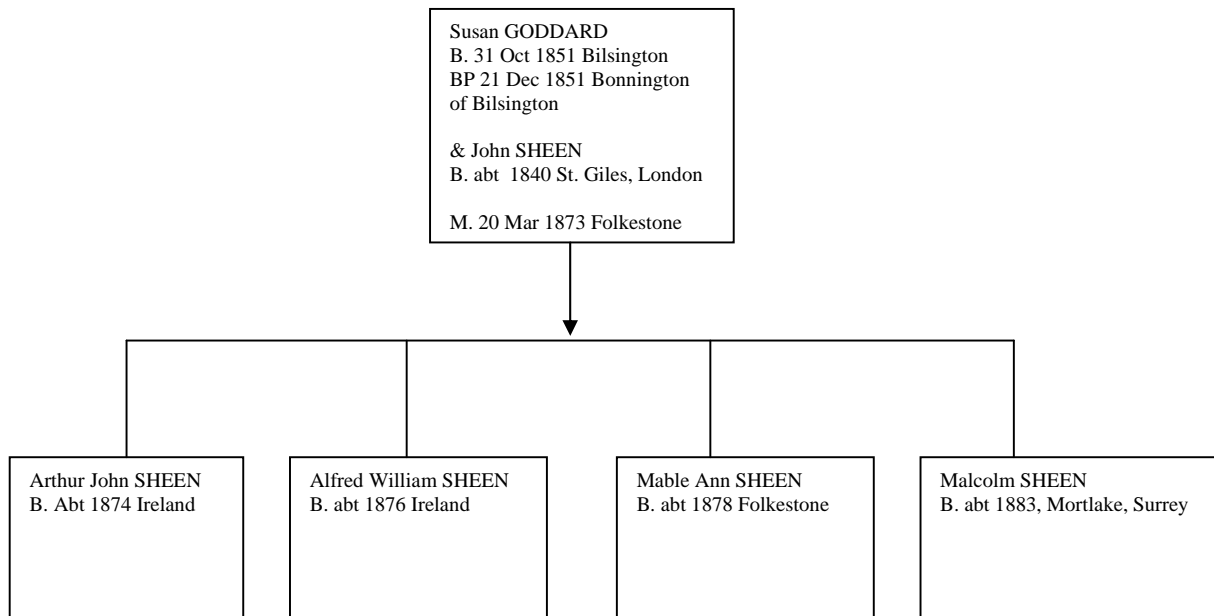 Susan GODDARD
B. 31 Oct 1851 Bilsington
BP 21 Dec 1851 Bonnington
of Bilsington
& John SHEEN
B. abt 1840 St. Giles, London
M. 20 Mar 1873 Folkestone
Arthur John SHEEN
B. Abt 1874 Ireland
Alfred William SHEEN
B. abt 1876 Ireland
Mable Ann SHEEN
B. abt 1878 Folkestone
Malcolm SHEEN
B. abt 1883, Mortlake, Surrey